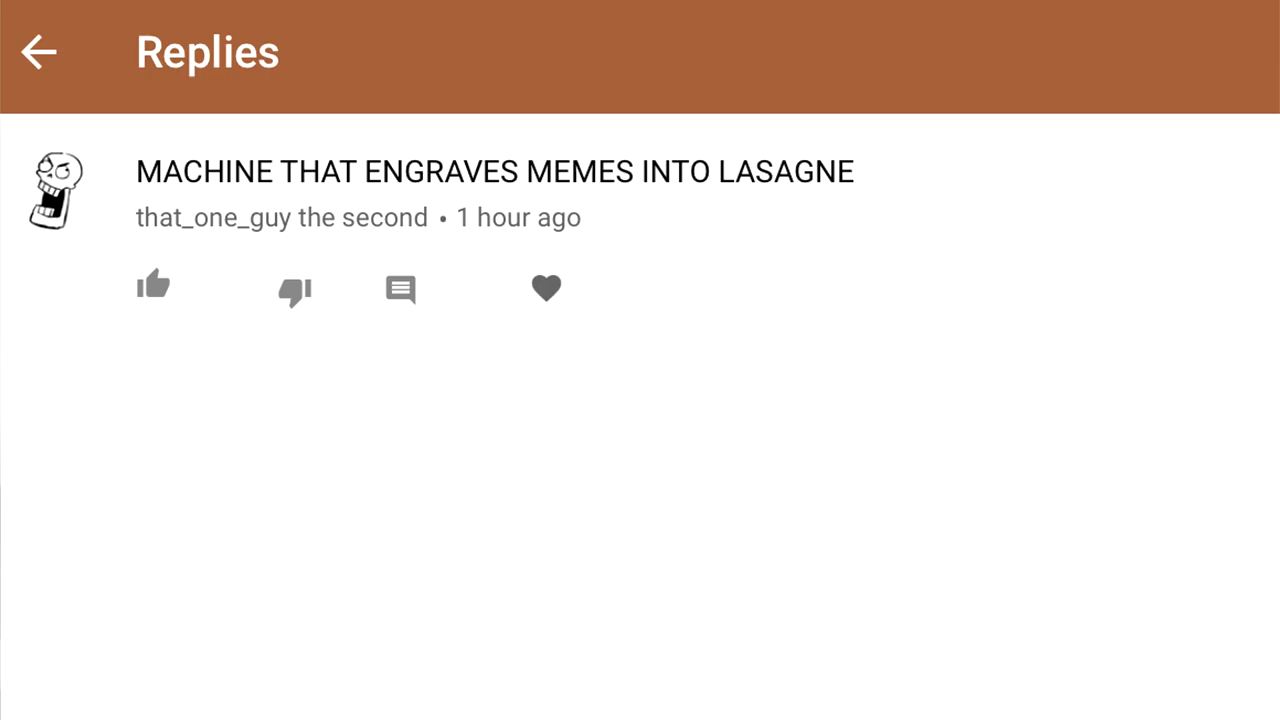 Replies
MACHINE THAT ENGRAVES MEMES INTO LASAGNE
that_one_guy the second • 1 hour ago